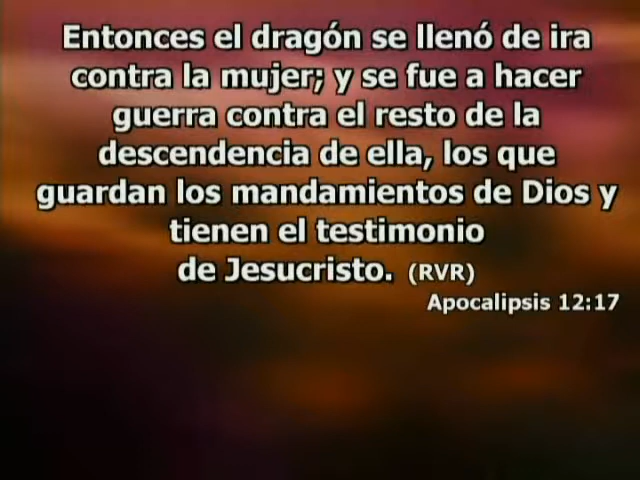 Entonces el dragón se llenó de ira
contra la mujer; y se fue a hacer
guerra contra el resto de la
descendencia de ella, los que
guardan los mandamientos de Dios y
tienen el testimonio
de Jesucristo. (RVR)
Apocalipsis 12:17